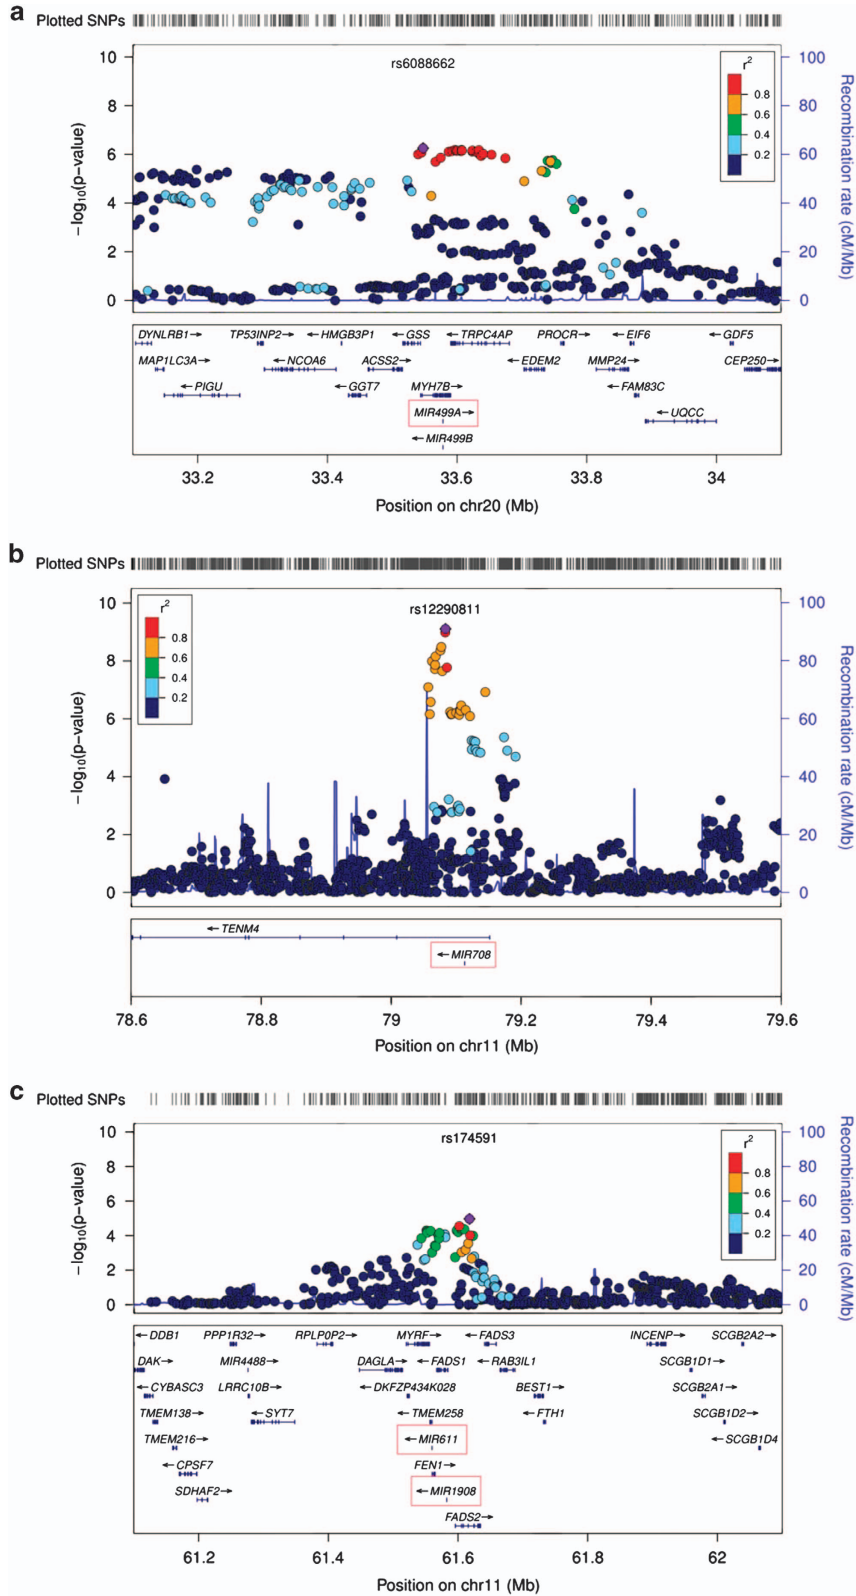 a
Plotted SNPs
rs6088662
10
8
6
4
2
0
−log10(p-value)
100
80
60
40
20
0
Recombination rate (cM/Mb)
r2
0.8
0.6
0.4
0.2
DYNLRB1→ TP53INP2→ ←HMGB3P1 ←GSS ←TRPC4AP PROCR→ ←EIF6 ←GDF5
MAP1LC3A→ ←NCOA6 ACSS2→ ←EDEM2 MMP24→ CEP250→
←PIGU ←GGT7 MYH7B→ ←FAM83C
MIR499A→ ←UQCC
←MIR499B
33.2 33.4 33.6 33.8 34
Position on chr20 (Mb)
b
Plotted SNPs
rs12290811
10
8
6
4
2
0
−log10(p-value)
100
80
60
40
20
0
Recombination rate (cM/Mb)
r2
0.8
0.6
0.4
0.2
←TENM4
←MIR708
78.6 78.8 79 79.2 79.4 79.6
Position on chr11 (Mb)
c
Plotted SNPs
rs174591
10
8
6
4
2
0
−log10(p-value)
100
80
60
40
20
0
Recombination rate (cM/Mb)
r2
0.8
0.6
0.4
0.2
←DDB1 PPP1R32→ RPLP0P2→ MYRF→ ←FADS3 INCENP→ SCGB2A2→
DAK→ MIR4488→ DAGLA→ ←FADS1 ←RAB3IL1 SCGB1D1→
←CYBASC3 LRRC10B→ ←DKFZP434K028 BEST1→ SCGB2A1→
TMEM138→ ←SYT7 ←TMEM258 ←FTH1 SCGB1D2→
TMEM216→ ←MIR611 ←SCGB1D4
←CPSF7 FEN1→
SDHAF2→ ←MIR1908
FADS2→
61.2 61.4 61.6 61.8 62
Position on chr11 (Mb)